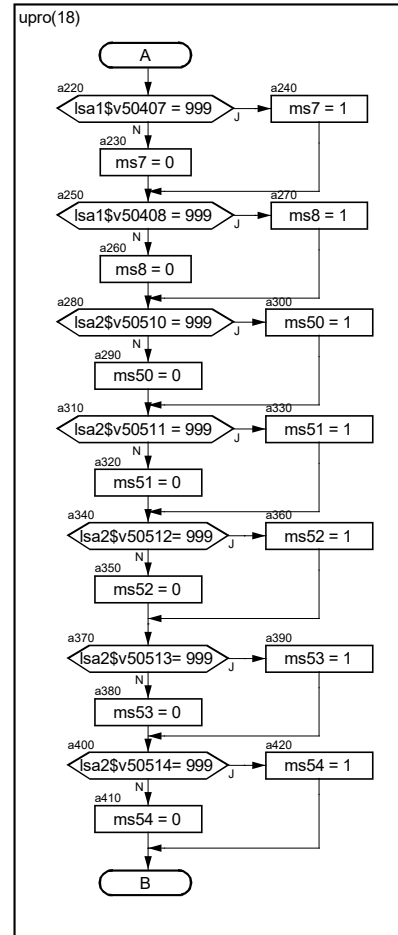 upro(18)
A
a220
lsa1$v50407 = 999
J
a240
ms7 = 1
N
a230
ms7 = 0
a250
lsa1$v50408 = 999
J
a270
ms8 = 1
N
a260
ms8 = 0
a280
lsa2$v50510 = 999
J
a300
ms50 = 1
N
a290
ms50 = 0
a310
lsa2$v50511 = 999
J
a330
ms51 = 1
N
a320
ms51 = 0
a340
lsa2$v50512= 999
J
a360
ms52 = 1
N
a350
ms52 = 0
a370
lsa2$v50513= 999
J
a390
ms53 = 1
N
a380
ms53 = 0
a400
lsa2$v50514= 999
J
a420
ms54 = 1
N
a410
ms54 = 0
B